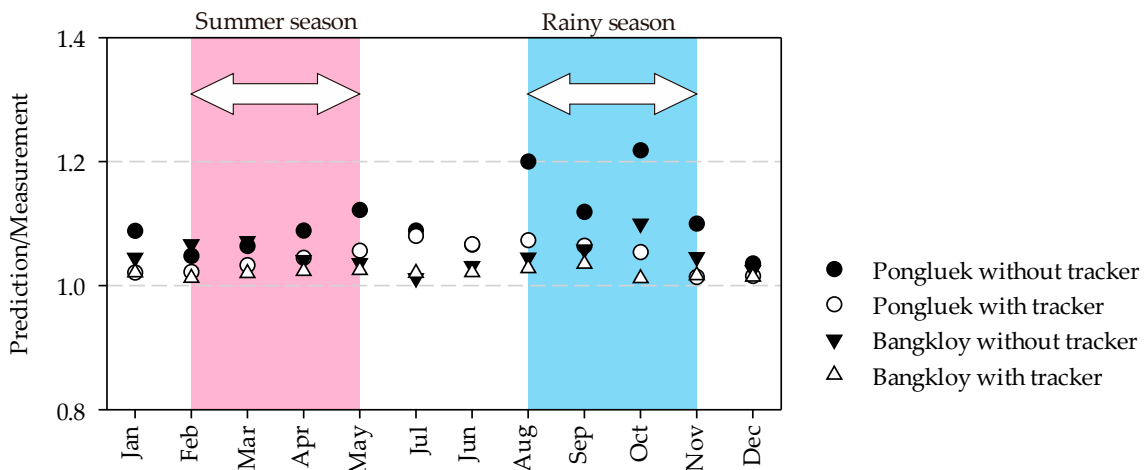 Summer season
Rainy season
1.4
1.2
1.0
0.8
Prediction/Measurement
Jan
Feb
Mar
Apr
May
Jul
Jun
Aug
Sep
Oct
Nov
Dec
Pongluek without tracker
Pongluek with tracker
Bangkloy without tracker
Bangkloy with tracker